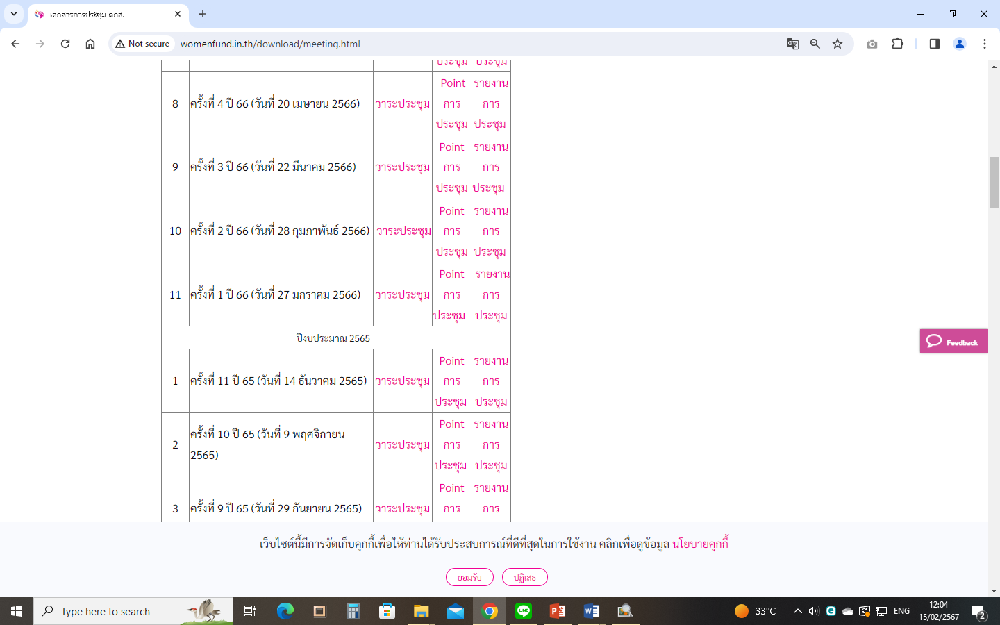 เอกสารการประชุม ดกส.
Not secure
womenfund.in.th/download/meeting.html
ประชุม ประชุม
8 ครั้งที่ 4 ปี 66 (วันที่ 20 เมษายน 2566) วาระประชุม Point การ ประชุม รายงาน การ ประชุม
9 ครั้งที่ 3 ปี 66 (วันที่ 22 มีนาคม 2566) วาระประชุม Point การ ประชุม รายงาน การ ประชุม
10 ครั้งที่ 2 ปี 66 (วันที่ 28 กุมภาพันธ์ 2566) วาระประชุม Point การ ประชุม รายงาน การ ประชุม
11 ครั้งที่ 1 ปี 66 (วันที่ 27 มกราคม 2566) วาระประชุม Point การ ประชุม รายงาน การ ประชุม
ปีงบประมาณ 2565
1 ครั้งที่ 11 ปี 65 (วันที่ 14 ธันวาคม 2565) วาระประชุม Point การ ประชุม รายงาน การ ประชุม
2 ครั้งที่ 10 ปี 65 (วันที่ 9 พฤศจิกายน 2565) วาระประชุม Point การ ประชุม รายงาน การ ประชุม
3 ครั้งที่ 9 ปี 65 (วันที่ 29 กันยายน 2565) วาระประชุม Point การ รายงาน การ
Feedback
เว็บไซต์นี้มีการจัดเก็บคุกกี้เพื่อให้ท่านได้รับประสบการณ์ที่ดีที่สุดในการใช้งาน คลิกเพื่อดูข้อมูล นโยบายคุกกี้
ยอมรับ ปฏิเสธ
Type here to search
33°C
ENG
12:04
15/02/2567
2